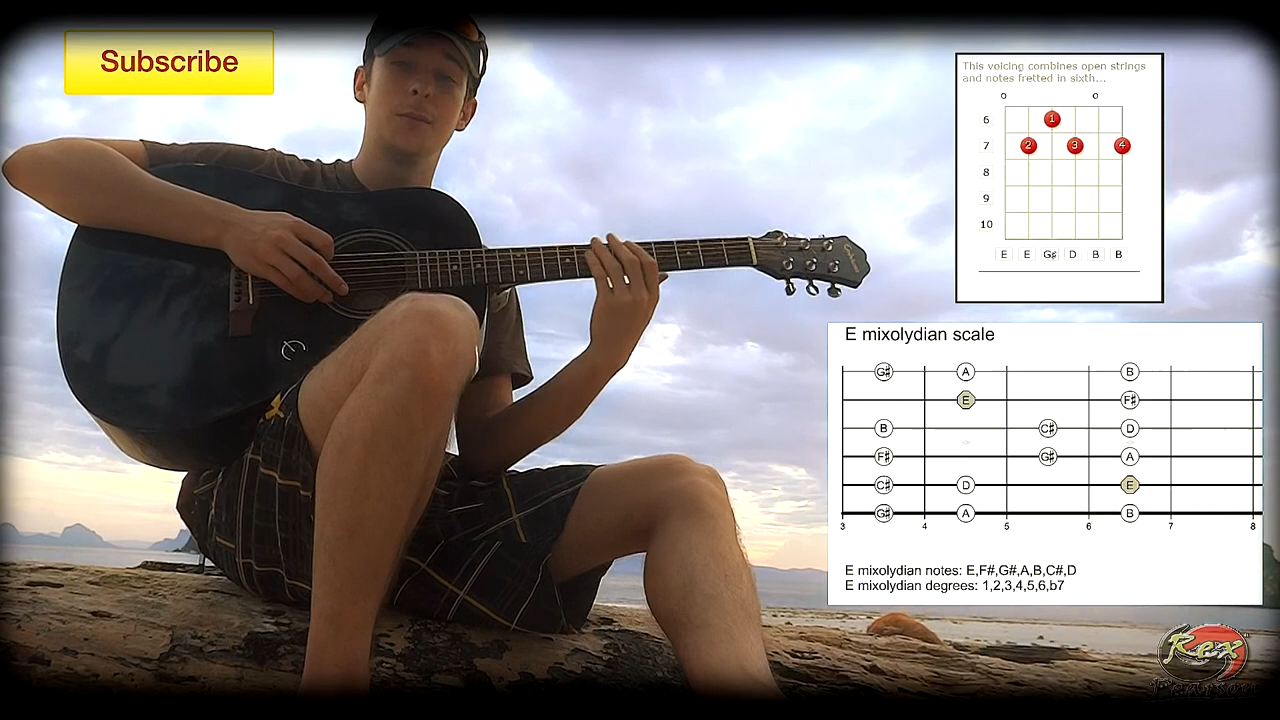 Subscribe
This voicing combines open strings
and notes fretted in sixth...
o o
6 1
7 2 3 4
8
9
10
E E G♯ D B B
E mixolydian scale
G♯ A B
E F♯
B C♯ D
F♯ G♯ A
C♯ D E
G♯ A B
3 4 5 6 7 8
E mixolydian notes: E,F#,G#,A,B,C#,D
E mixolydian degrees: 1,2,3,4,5,6,b7
Rex